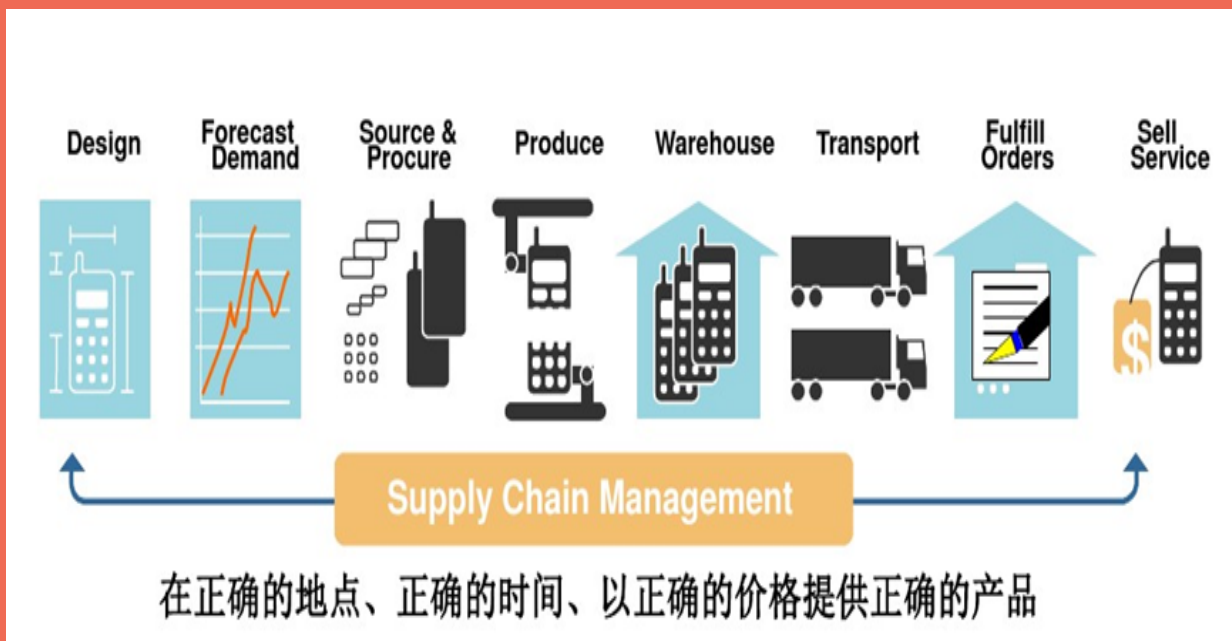 Design
Forecast
Demand
Source &
Procure
Produce
Warehouse
Transport
Fulfill
Orders
Sell
Service
$
Supply Chain Management
在正确的地点、正确的时间、以正确的价格提供正确的产品